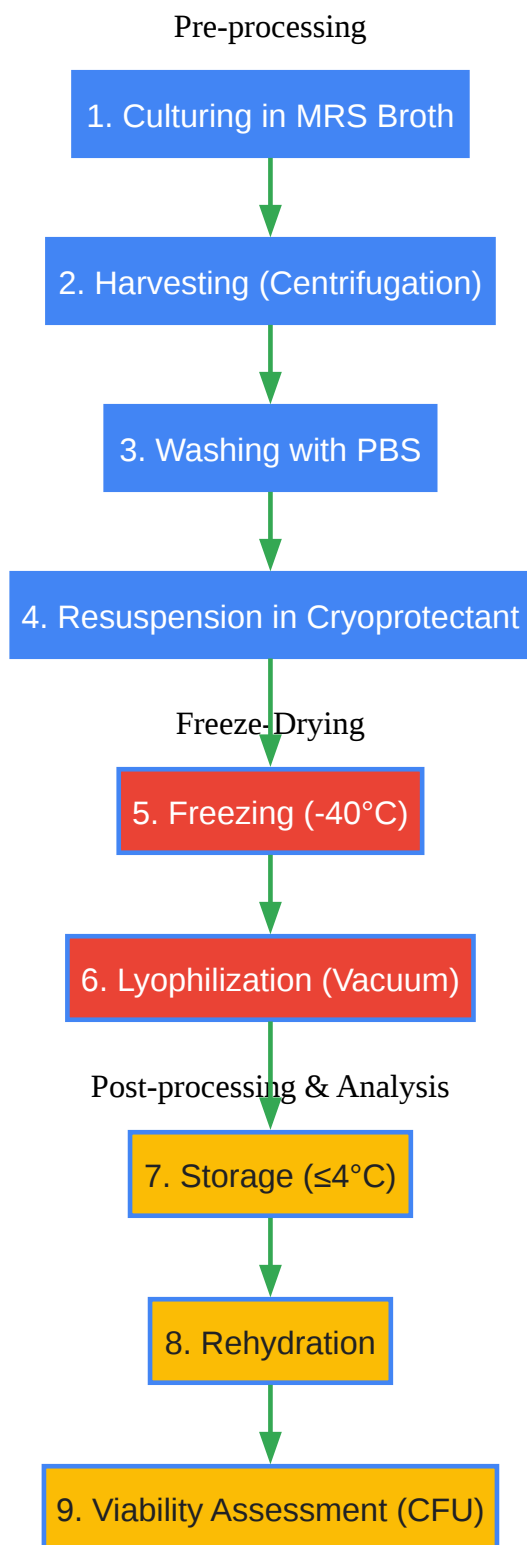 Pre-processing
1. Culturing in MRS Broth
2. Harvesting (Centrifugation)
3. Washing with PBS
4. Resuspension in Cryoprotectant
Freeze-Drying
5. Freezing (-40°C)
6. Lyophilization (Vacuum)
Post-processing & Analysis
7. Storage (≤4°C)
8. Rehydration
9. Viability Assessment (CFU)